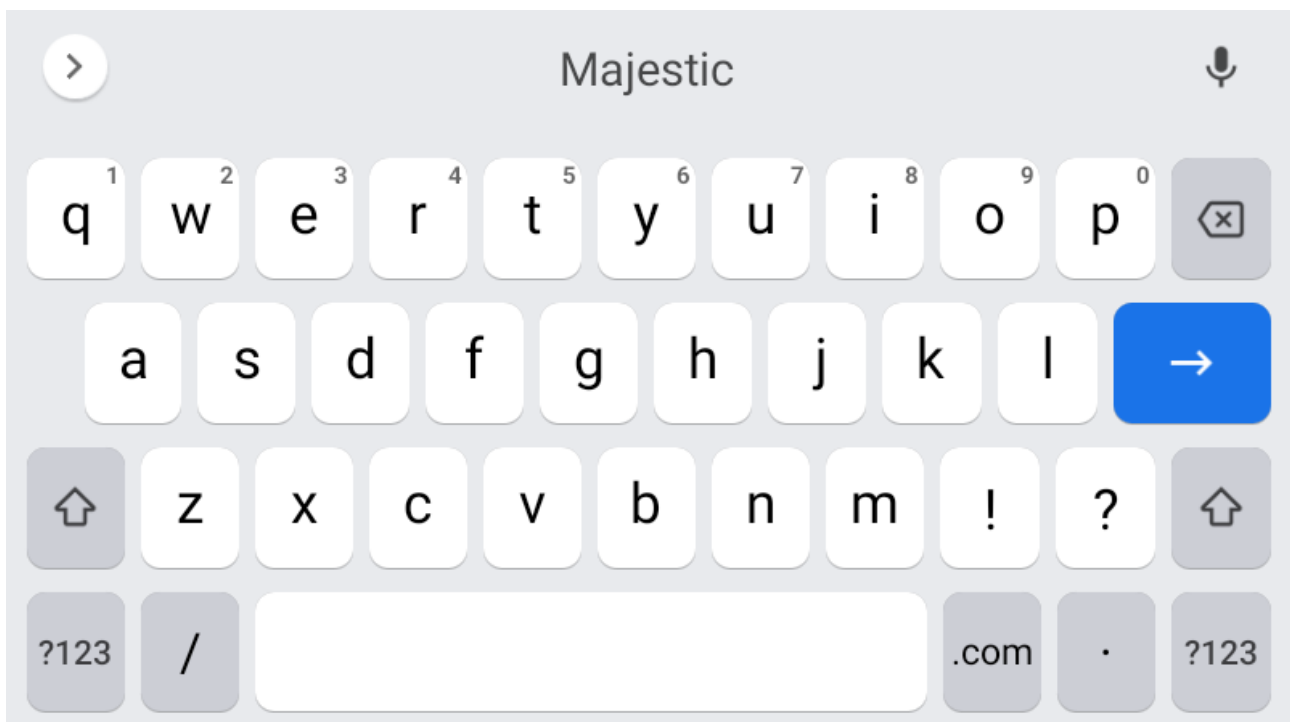 Majestic
q 1 w 2 e 3 r 4 t 5 y 6 u 7 i 8 o 9 p 0
a s d f g h j k l
z x c v b n m ! ?
?123 / .com . ?123